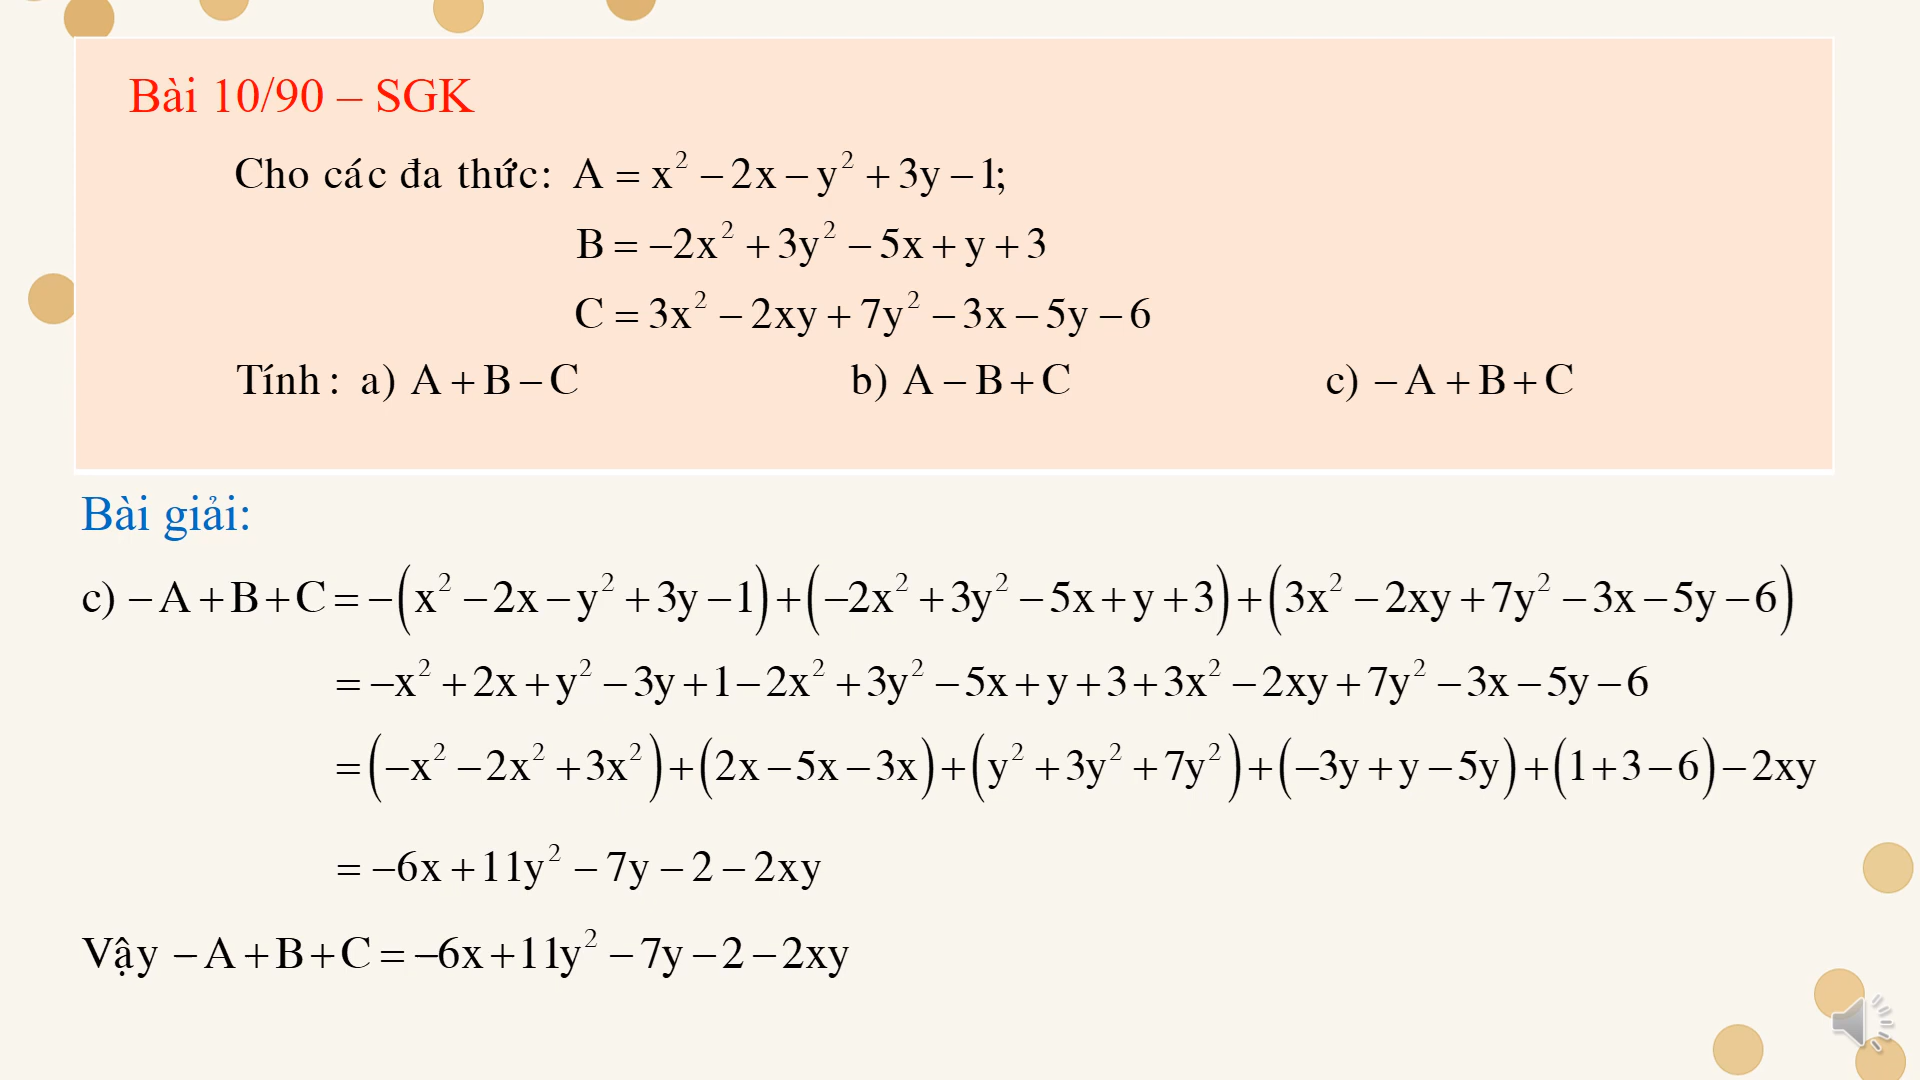 Bài 10/90 – SGK
Cho các đa thức: A = x² − 2x − y² + 3y − 1;
B = −2x² + 3y² − 5x + y + 3
C = 3x² − 2xy + 7y² − 3x − 5y − 6
Tính : a) A + B − C b) A − B + C c) − A + B + C
Bài giải:
c) − A + B + C = −(x² − 2x − y² + 3y − 1) + (−2x² + 3y² − 5x + y + 3) + (3x² − 2xy + 7y² − 3x − 5y − 6)
= −x² + 2x + y² − 3y + 1 − 2x² + 3y² − 5x + y + 3 + 3x² − 2xy + 7y² − 3x − 5y − 6
= (−x² − 2x² + 3x²) + (2x − 5x − 3x) + (y² + 3y² + 7y²) + (−3y + y − 5y) + (1 + 3 − 6) − 2xy
= −6x + 11y² − 7y − 2 − 2xy
Vậy − A + B + C = −6x + 11y² − 7y − 2 − 2xy